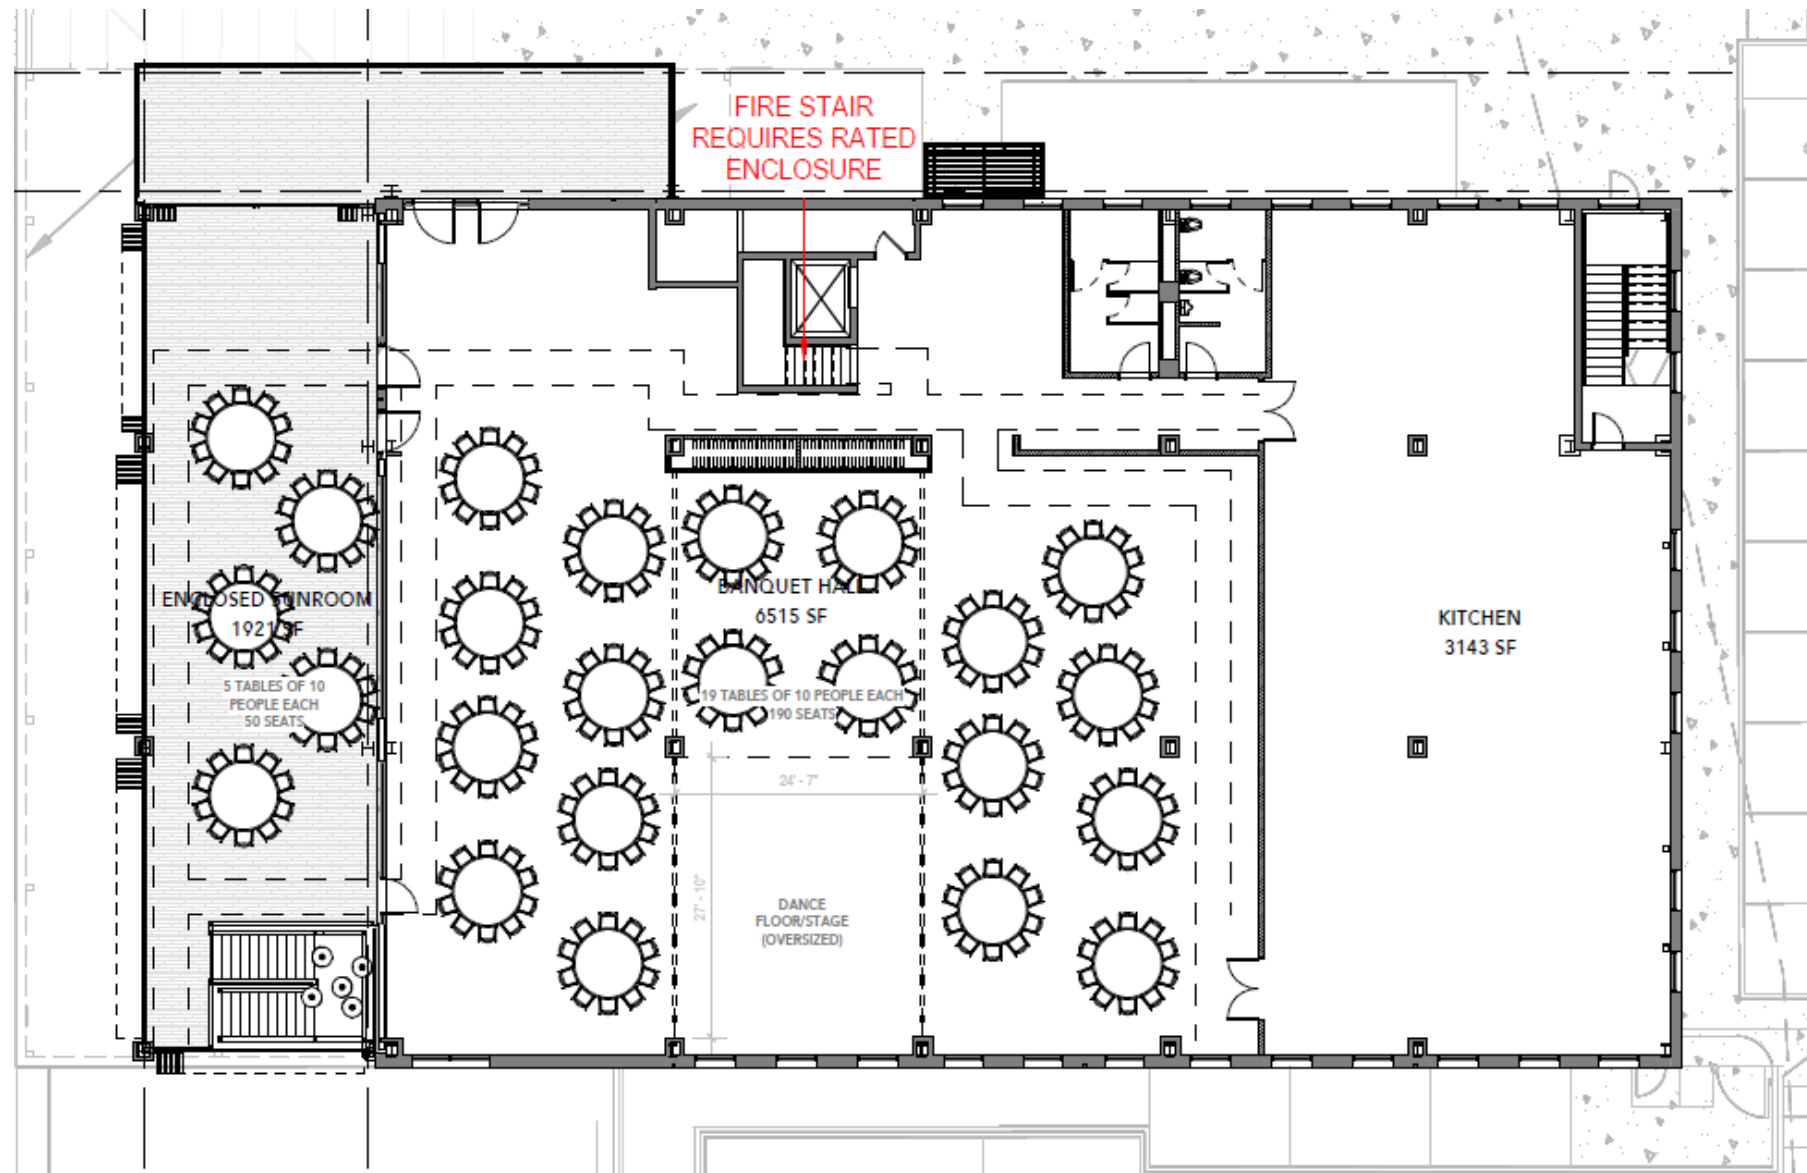 FIRE STAIR
REQUIRES RATED
ENCLOSURE
ENCLOSED SUNROOM
1921 SF
5 TABLES OF 10
PEOPLE EACH
50 SEATS
BANQUET HALL
6515 SF
19 TABLES OF 10 PEOPLE EACH
190 SEATS
24' - 7"
27' - 10"
DANCE
FLOOR/STAGE
(OVERSIZED)
KITCHEN
3143 SF